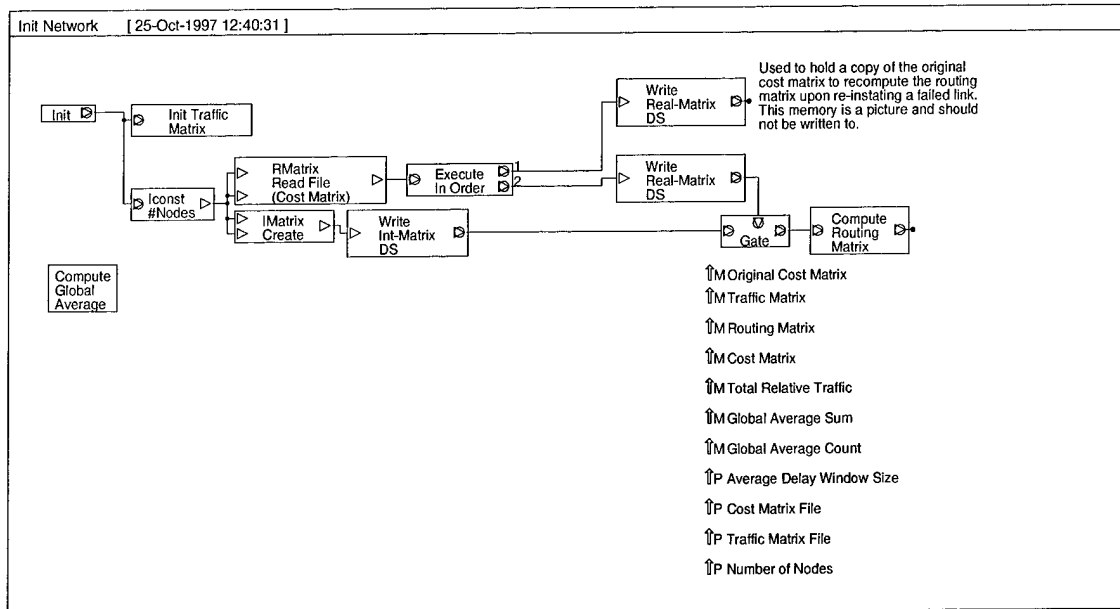 Init Network [ 25-Oct-1997 12:40:31 ]
Used to hold a copy of the original
cost matrix to recompute the routing
matrix upon re-instating a failed link.
This memory is a picture and should
not be written to.
Write
Real-Matrix
DS
Init
Init Traffic
Matrix
RMatrix
Read File
(Cost Matrix)
Execute
In Order
1
2
Write
Real-Matrix
DS
Iconst
#Nodes
IMatrix
Create
Write
Int-Matrix
DS
Gate
Compute
Routing
Matrix
Compute
Global
Average
⇑M Original Cost Matrix
⇑M Traffic Matrix
⇑M Routing Matrix
⇑M Cost Matrix
⇑M Total Relative Traffic
⇑M Global Average Sum
⇑M Global Average Count
⇑P Average Delay Window Size
⇑P Cost Matrix File
⇑P Traffic Matrix File
⇑P Number of Nodes